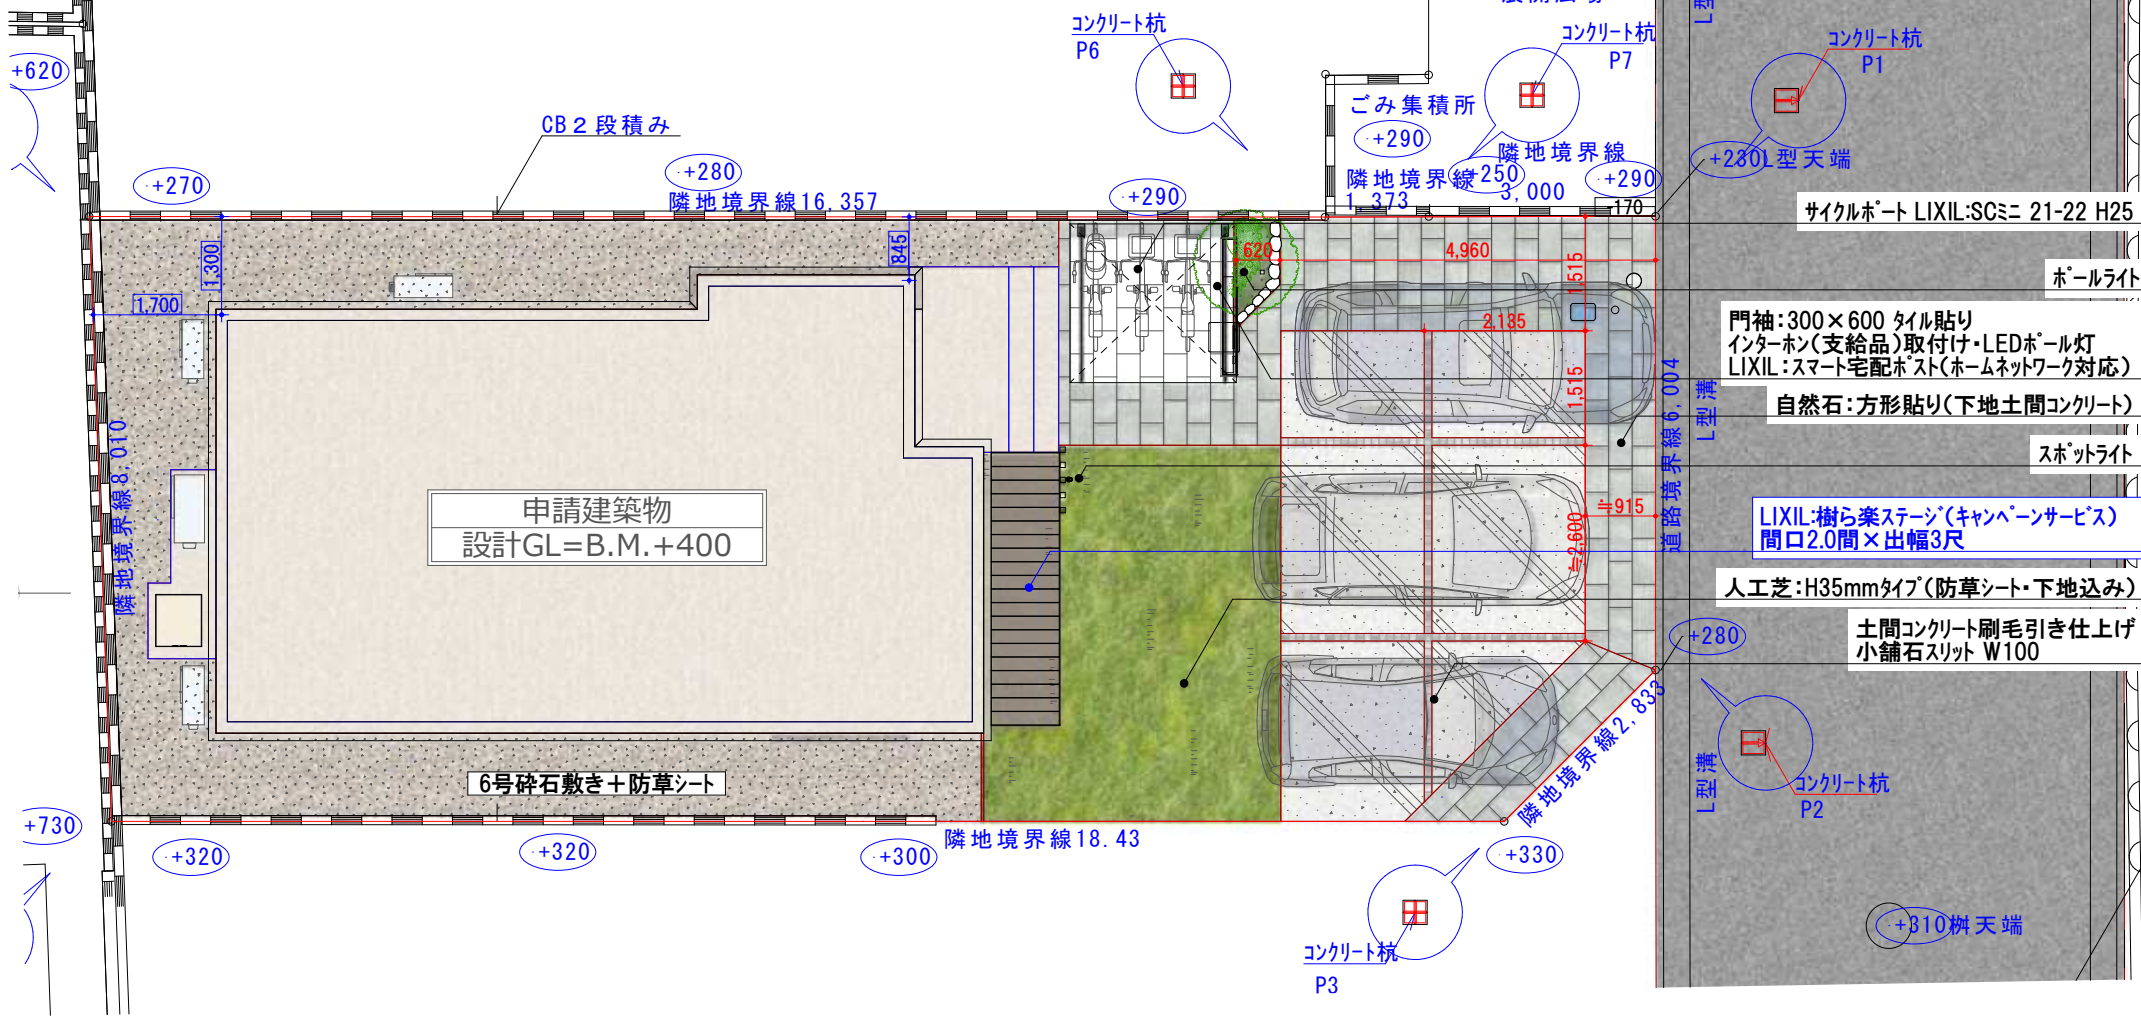 コンクリート杭
P6
コンクリート杭
P7
コンクリート杭
P1
+620
CB2段積み
ごみ集積所
+290
隣地境界線
3,000
+250
+290
隣地境界線
1,373
+230L型天端
+270
+280
隣地境界線16,357
+290
170
サイクルポート LIXIL:SCミニ 21-22 H25
1,300
845
620
4,960
1,515
1,700
ポールライト
2,135
門袖:300×600 タイル貼り
インターホン(支給品)取付け・LEDポール灯
LIXIL:スマート宅配ポスト(ホームネットワーク対応)
1,515
自然石:方形貼り(下地土間コンクリート)
L型溝
道路境界線6,004
スポットライト
隣地境界線8,010
申請建築物
設計GL=B.M.+400
≒915
≒2,600
LIXIL:樹ら楽ステージ(キャンペーンサービス)
間口2.0間×出幅3尺
人工芝:H35mmタイプ(防草シート・下地込み)
土間コンクリート刷毛引き仕上げ
小舗石スリット W100
+280
隣地境界線2,833
L型溝
コンクリート杭
P2
6号砕石敷き+防草シート
+730
+320
+320
+300
隣地境界線18.43
+330
+310桝天端
コンクリート杭
P3